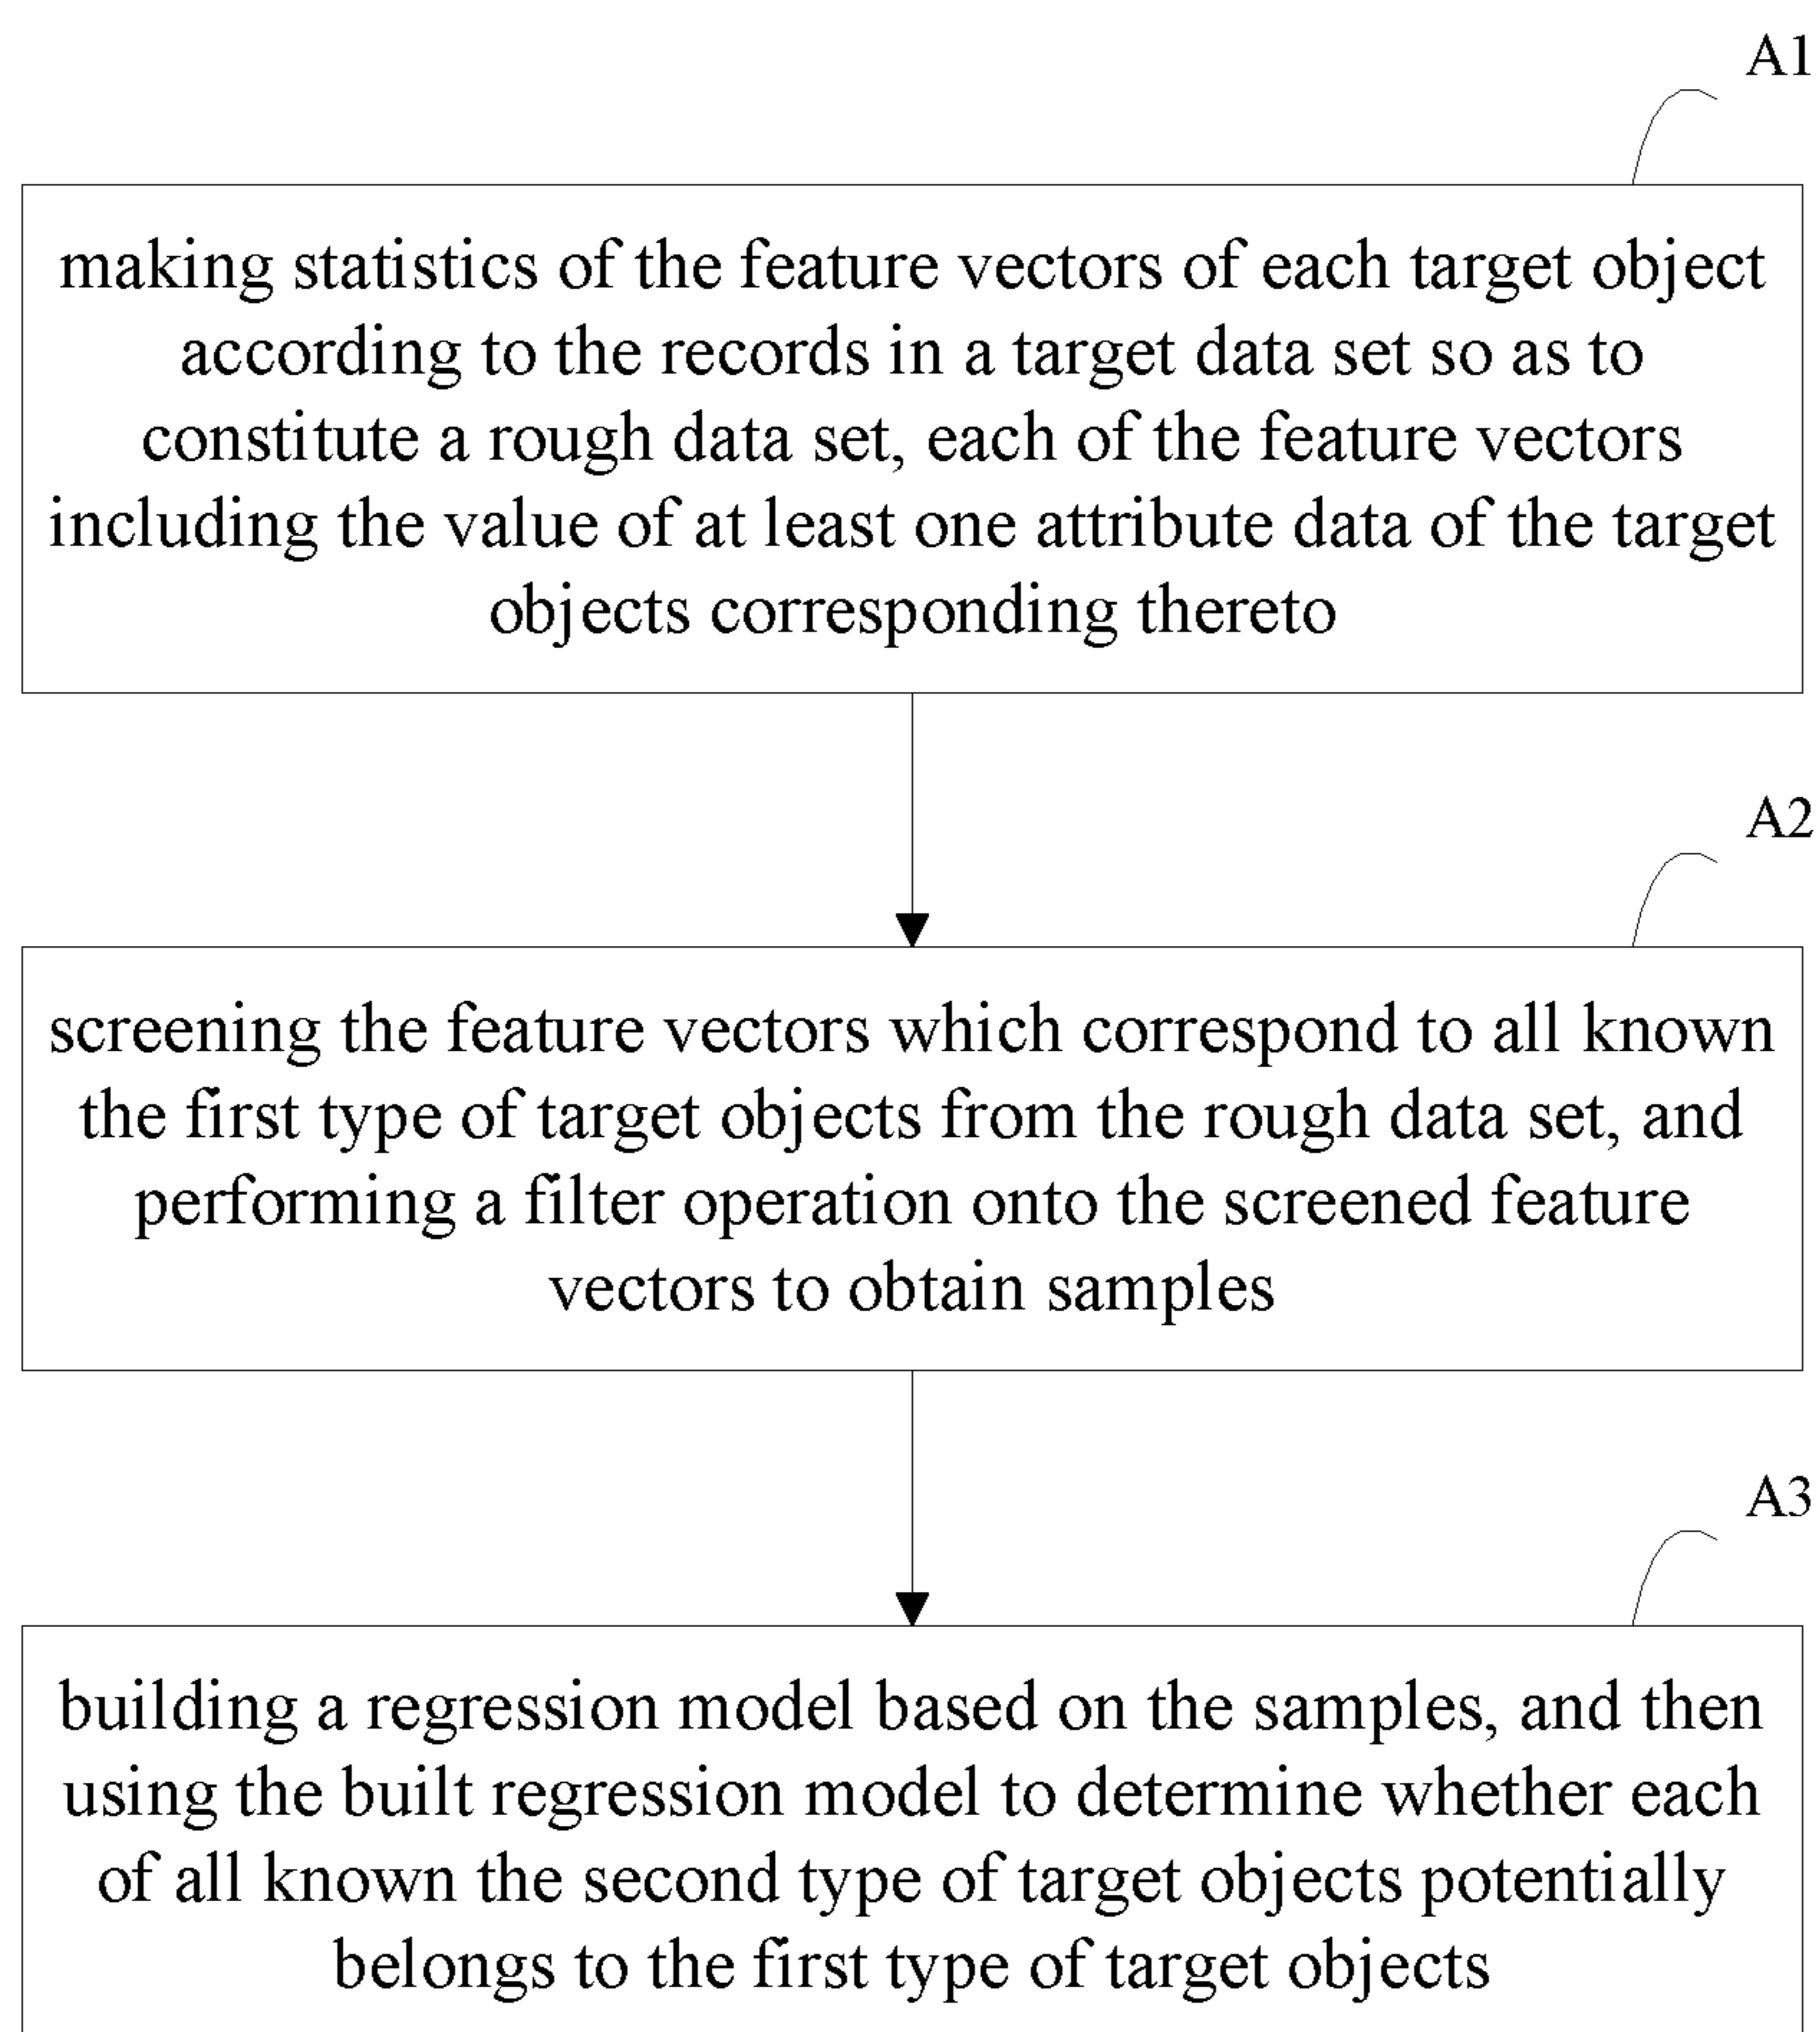 A1
making statistics of the feature vectors of each target object
according to the records in a target data set so as to
constitute a rough data set, each of the feature vectors
including the value of at least one attribute data of the target
objects corresponding thereto
A2
screening the feature vectors which correspond to all known
the first type of target objects from the rough data set, and
performing a filter operation onto the screened feature
vectors to obtain samples
A3
building a regression model based on the samples, and then
using the built regression model to determine whether each
of all known the second type of target objects potentially
belongs to the first type of target objects